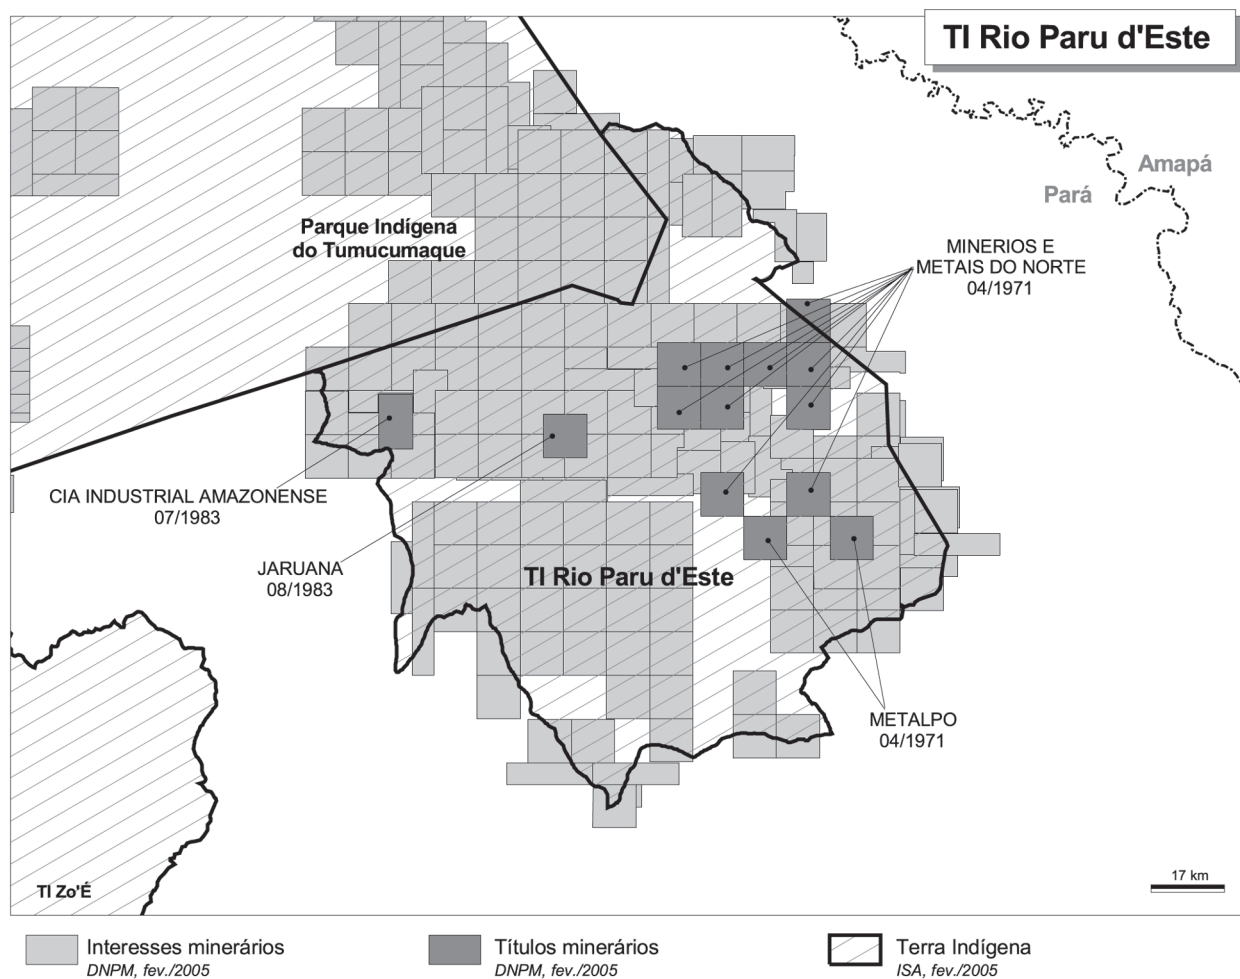 TI Rio Paru d'Este
Amapá
Pará
Parque Indígena
do Tumucumaque
MINERIOS E
METAIS DO NORTE
04/1971
CIA INDUSTRIAL AMAZONENSE
07/1983
JARUANA
08/1983
TI Rio Paru d'Este
METALPO
04/1971
TI Zo'É
17 km
Interesses minerários
DNPM, fev./2005
Títulos minerários
DNPM, fev./2005
Terra Indígena
ISA, fev./2005